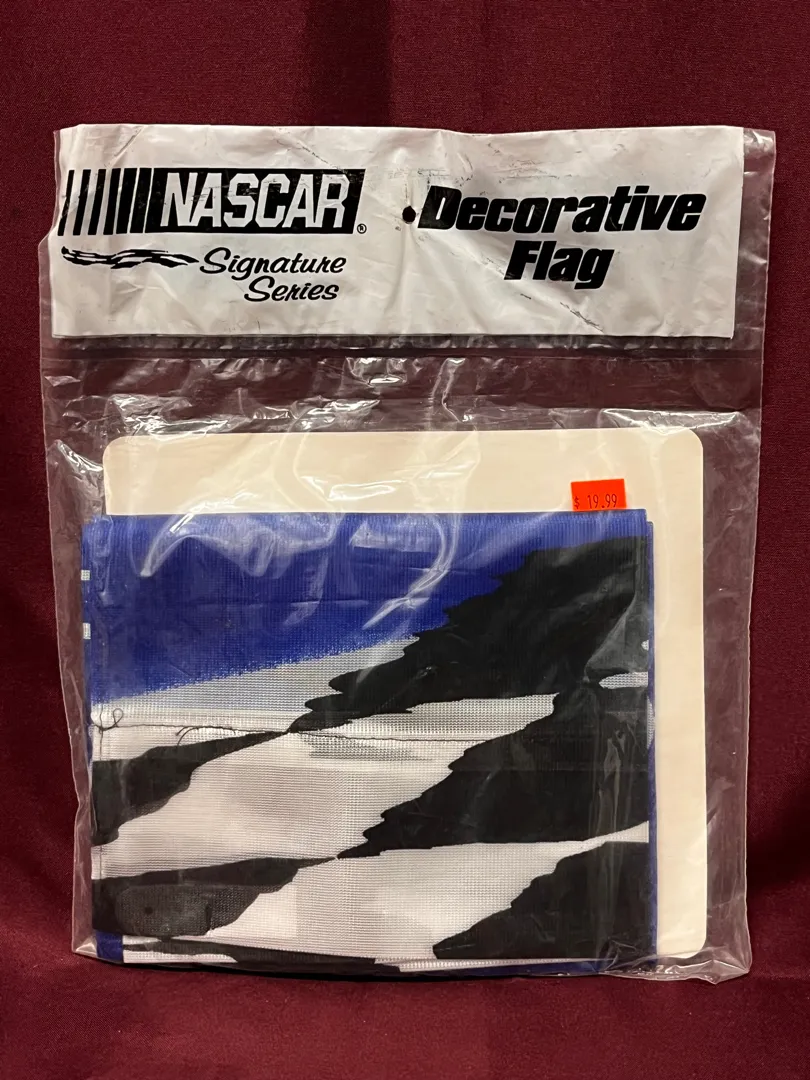 NASCAR®
Signature
Series
Decorative
Flag
$ 19.99